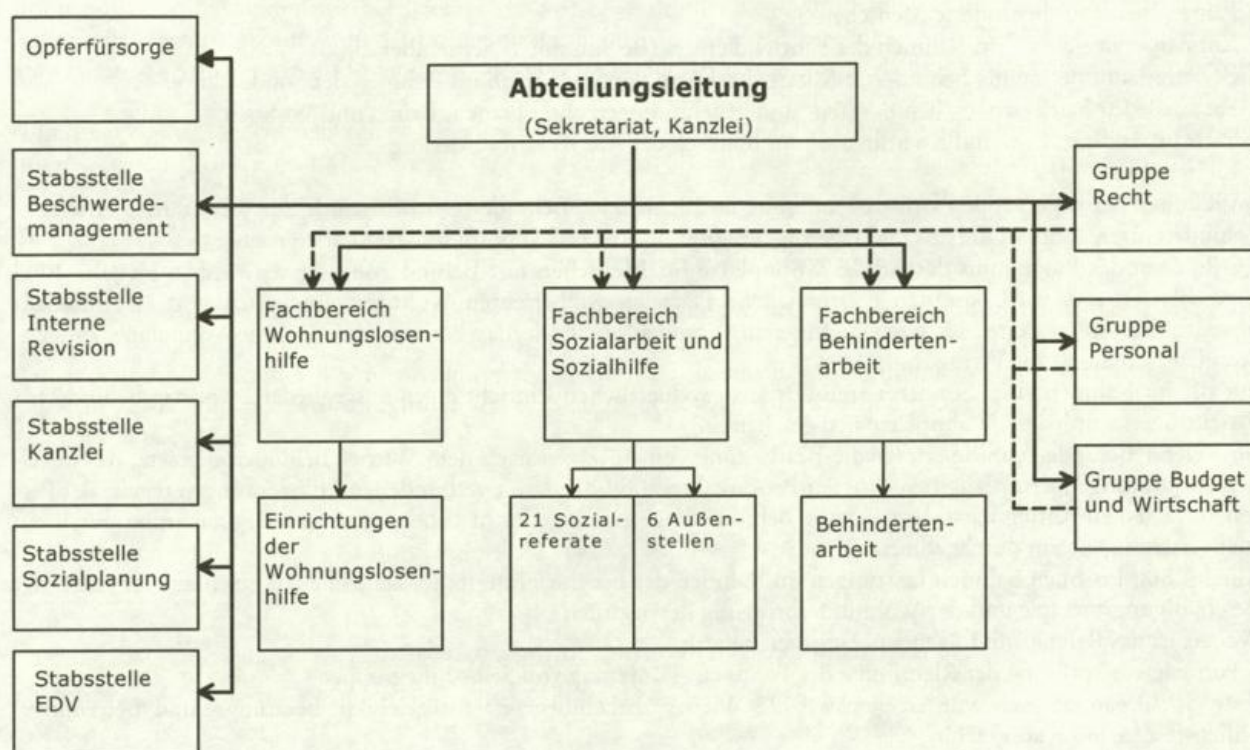 Opferfürsorge
Abteilungsleitung
(Sekretariat, Kanzlei)
Stabsstelle
Beschwerde-
management
Gruppe
Recht
Stabsstelle
Interne
Revision
Fachbereich
Wohnungslosen-
hilfe
Fachbereich
Sozialarbeit und
Sozialhilfe
Fachbereich
Behinderten-
arbeit
Gruppe
Personal
Stabsstelle
Kanzlei
Gruppe Budget
und Wirtschaft
Einrichtungen
der
Wohnungslosen-
hilfe
21 Sozial-
referate
6 Außen-
stellen
Behinderten-
arbeit
Stabsstelle
Sozialplanung
Stabsstelle
EDV